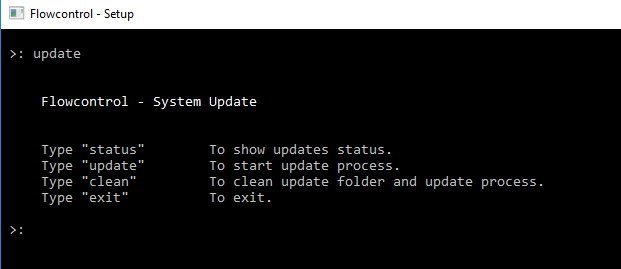 Flowcontrol - Setup
>: update
Flowcontrol - System Update
Type "status" To show updates status.
Type "update" To start update process.
Type "clean" To clean update folder and update process.
Type "exit" To exit.
>: